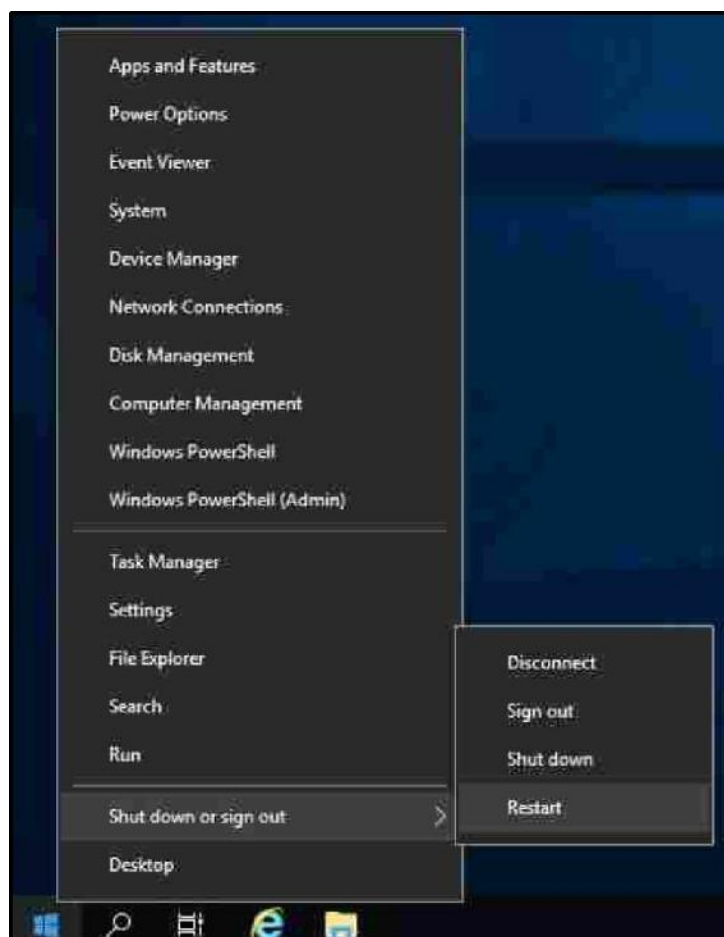 Apps and Features
Power Options
Event Viewer
System
Device Manager
Network Connections
Disk Management
Computer Management
Windows PowerShell
Windows PowerShell (Admin)
Task Manager
Settings
File Explorer
Search
Run
Shut down or sign out
Desktop
Disconnect
Sign out
Shut down
Restart